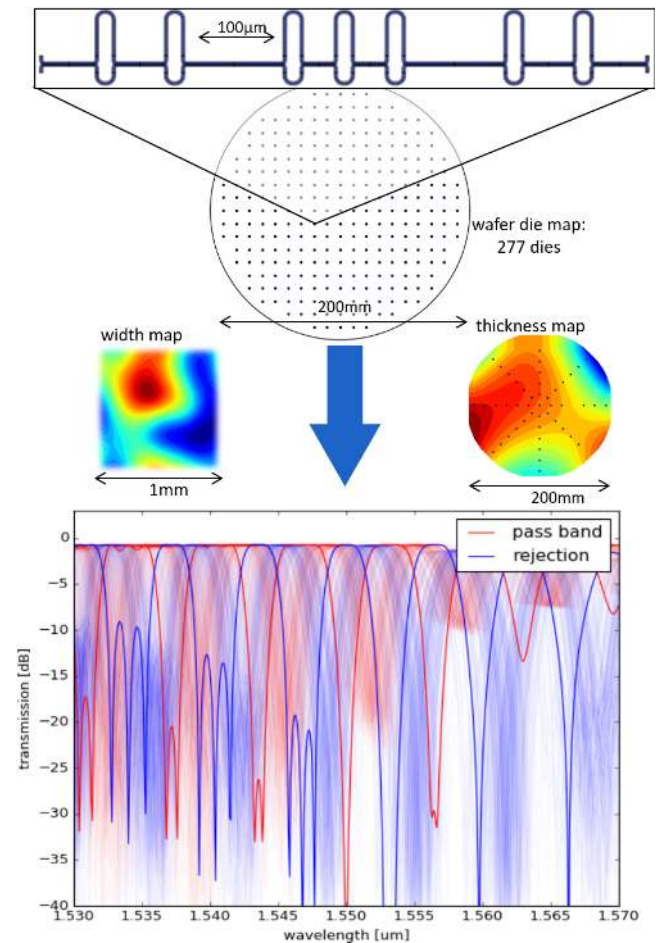 100µm
wafer die map:
277 dies
200mm
width map
thickness map
1mm
200mm
pass band
rejection
0
−5
−10
−15
−20
−25
−30
−35
−40
transmission [dB]
1.530 1.535 1.540 1.545 1.550 1.555 1.560 1.565 1.570
wavelength [um]